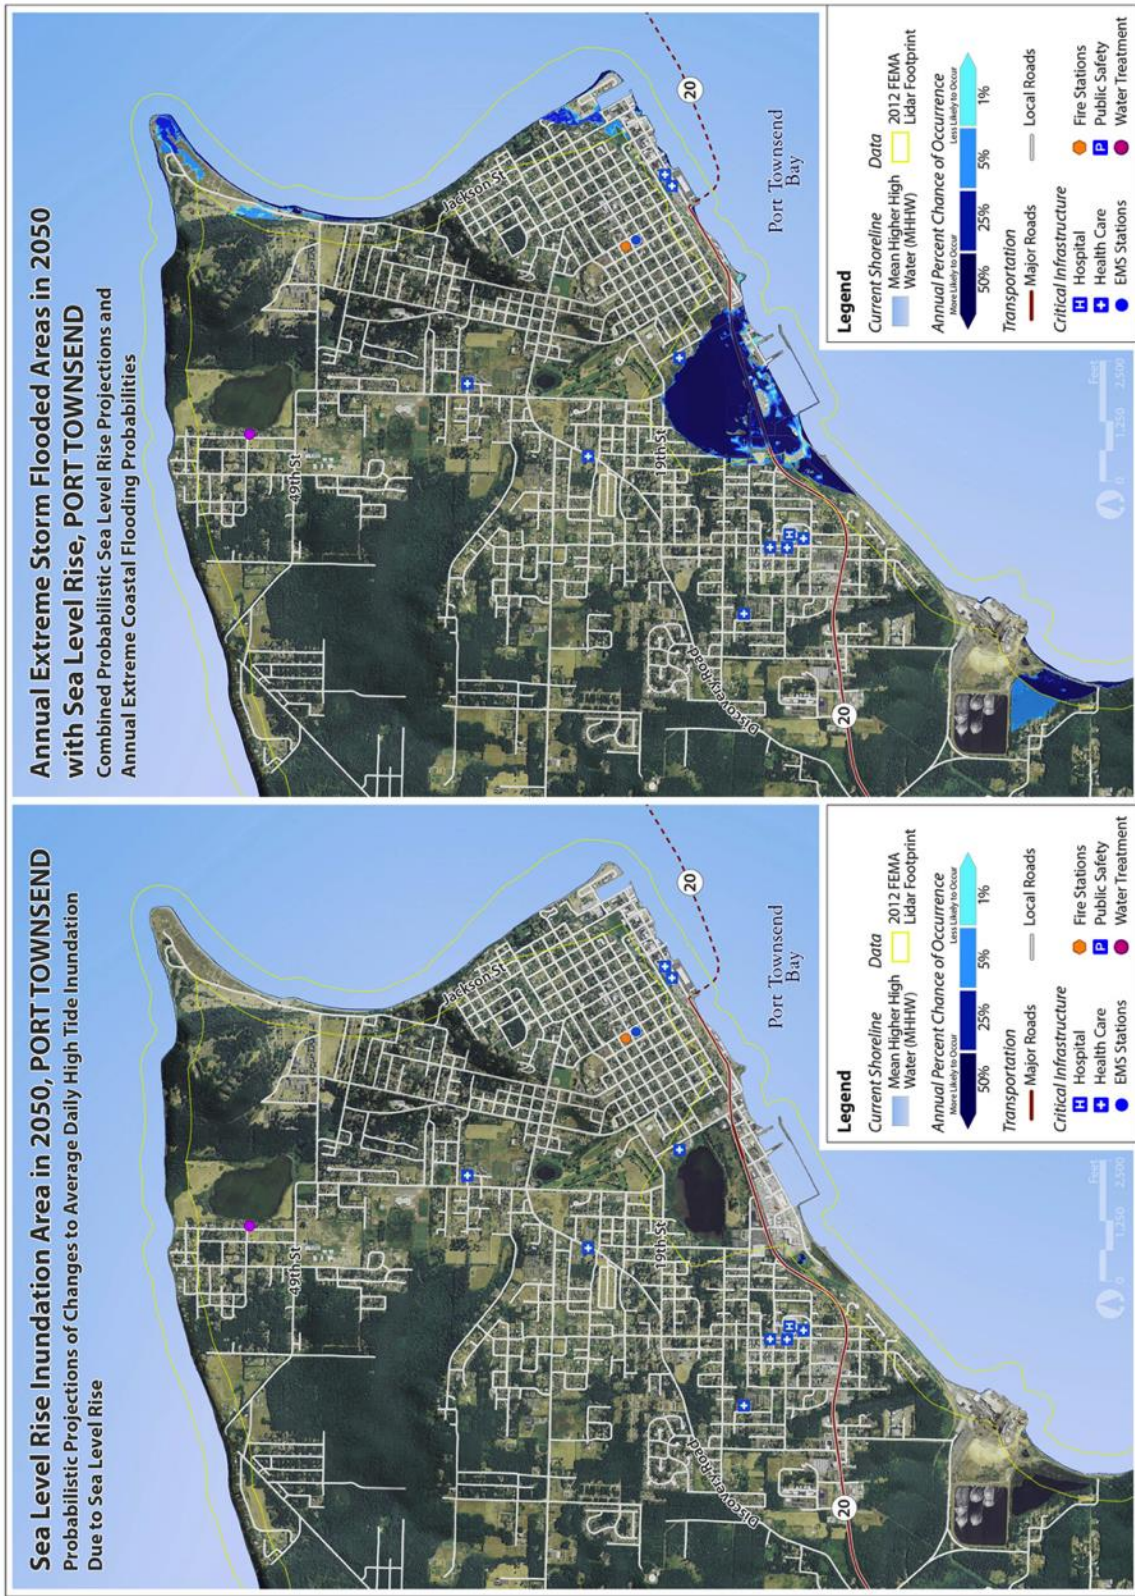 Sea Level Rise Inundation Area in 2050, PORT TOWNSEND
Probabilistic Projections of Changes to Average Daily High Tide Inundation
Due to Sea Level Rise
49th St
Jackson St
19th St
Discovery Road
20
20
Port Townsend
Bay
Feet
0 1,250 2,500
Legend
Current Shoreline
Mean Higher High
Water (MHHW)
Data
2012 FEMA
Lidar Footprint
Annual Percent Chance of Occurrence
More Likely to Occur Less Likely to Occur
50% 25% 5% 1%
Transportation
Major Roads Local Roads
Critical Infrastructure
H Hospital
Health Care
EMS Stations
Fire Stations
P Public Safety
Water Treatment
Annual Extreme Storm Flooded Areas in 2050
with Sea Level Rise, PORT TOWNSEND
Combined Probabilistic Sea Level Rise Projections and
Annual Extreme Coastal Flooding Probabilities
49th St
Jackson St
19th St
Discovery Road
20
20
Port Townsend
Bay
Feet
0 1,250 2,500
Legend
Current Shoreline
Mean Higher High
Water (MHHW)
Data
2012 FEMA
Lidar Footprint
Annual Percent Chance of Occurrence
More Likely to Occur Less Likely to Occur
50% 25% 5% 1%
Transportation
Major Roads Local Roads
Critical Infrastructure
H Hospital
Health Care
EMS Stations
Fire Stations
P Public Safety
Water Treatment